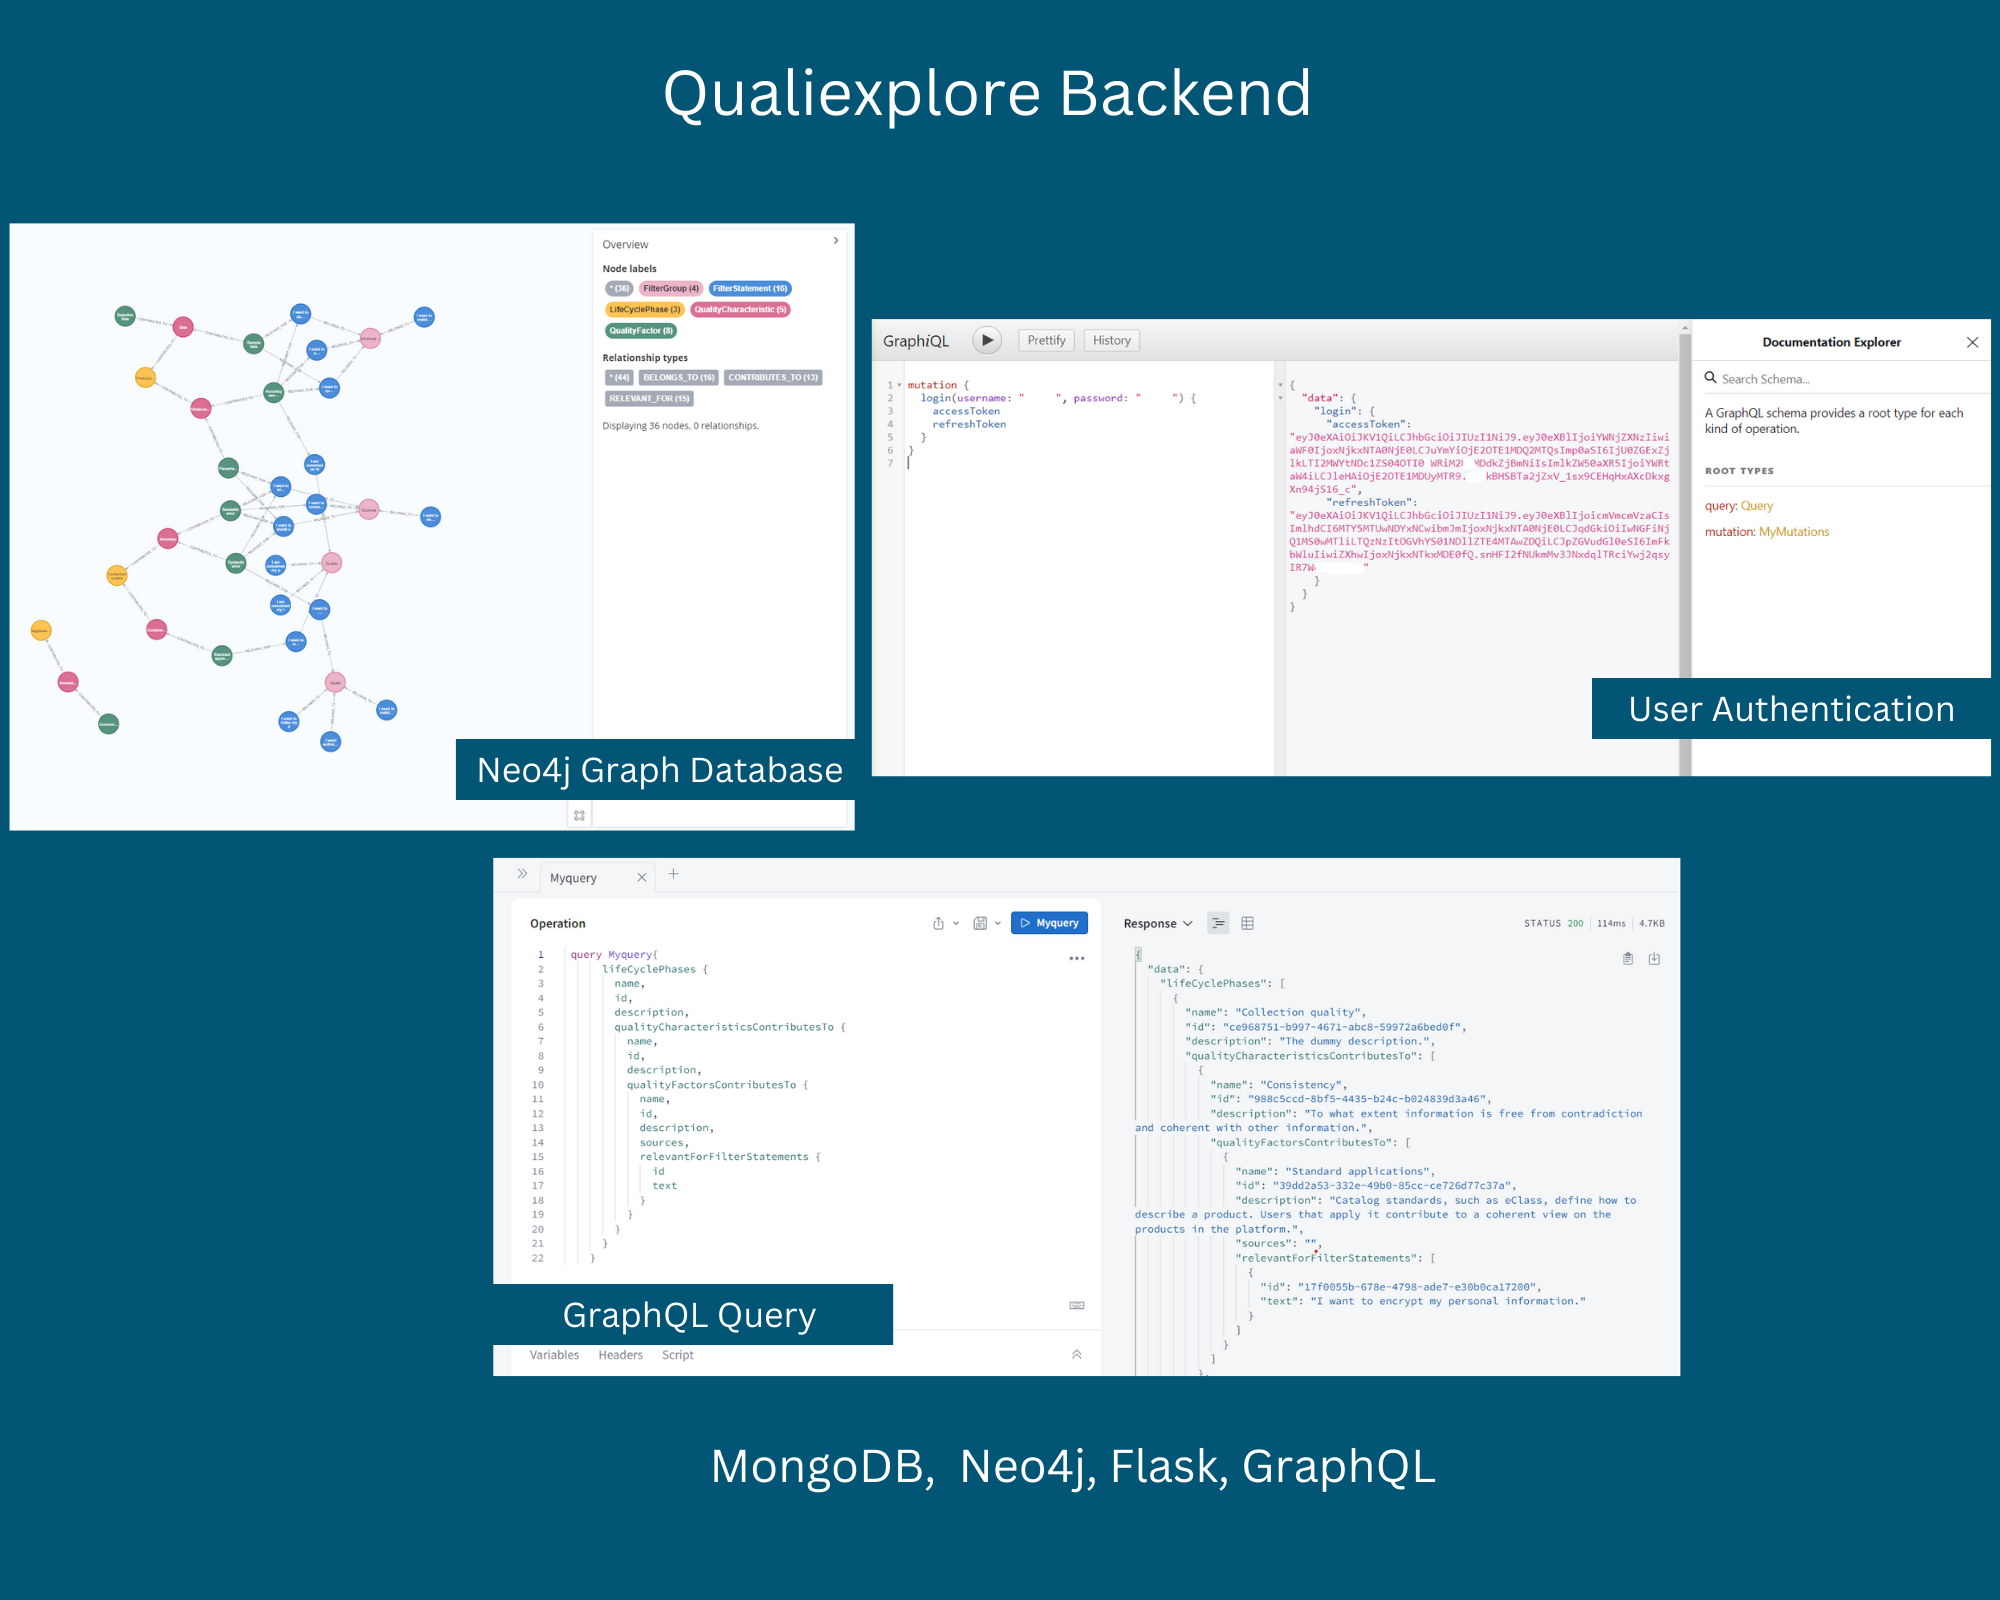 Qualiexplore Backend
Overview
Node labels
* (36) FilterGroup (4) FilterStatement (16)
LifeCyclePhase (3) QualityCharacteristic (5)
QualityFactor (8)
Relationship types
* (44) BELONGS_TO (16) CONTRIBUTES_TO (13)
RELEVANT_FOR (15)
Displaying 36 nodes, 0 relationships.
Neo4j Graph Database
GraphiQL Prettify History
1 mutation {
2 login(username: " ", password: " ") {
3 accessToken
4 refreshToken
5 }
6 }
7
{
"data": {
"login": {
"accessToken":
"refreshToken":
}
}
}
Documentation Explorer
Search Schema...
A GraphQL schema provides a root type for each
kind of operation.
ROOT TYPES
query: Query
mutation: MyMutations
User Authentication
Myquery
Operation
Myquery
1 query Myquery{
2 lifeCyclePhases {
3 name,
4 id,
5 description,
6 qualityCharacteristicsContributesTo {
7 name,
8 id,
9 description,
10 qualityFactorsContributesTo {
11 name,
12 id,
13 description,
14 sources,
15 relevantForFilterStatements {
16 id
17 text
18 }
19 }
20 }
21 }
22 }
GraphQL Query
Variables Headers Script
Response
STATUS 200 114ms 4.7KB
{
"data": {
"lifeCyclePhases": [
{
"name": "Collection quality",
"id": "ce968751-b997-4671-abc8-59972a6bed0f",
"description": "The dummy description.",
"qualityCharacteristicsContributesTo": [
{
"name": "Consistency",
"id": "988c5ccd-8bf5-4435-b24c-b024839d3a46",
"description": "To what extent information is free from contradiction
and coherent with other information.",
"qualityFactorsContributesTo": [
{
"name": "Standard applications",
"id": "39dd2a53-332e-49b0-85cc-ce726d77c37a",
"description": "Catalog standards, such as eClass, define how to
describe a product. Users that apply it contribute to a coherent view on the
products in the platform.",
"sources": "",
"relevantForFilterStatements": [
{
"id": "17f0055b-678e-4798-ade7-e30b0ca17200",
"text": "I want to encrypt my personal information."
}
]
}
]
},
MongoDB, Neo4j, Flask, GraphQL